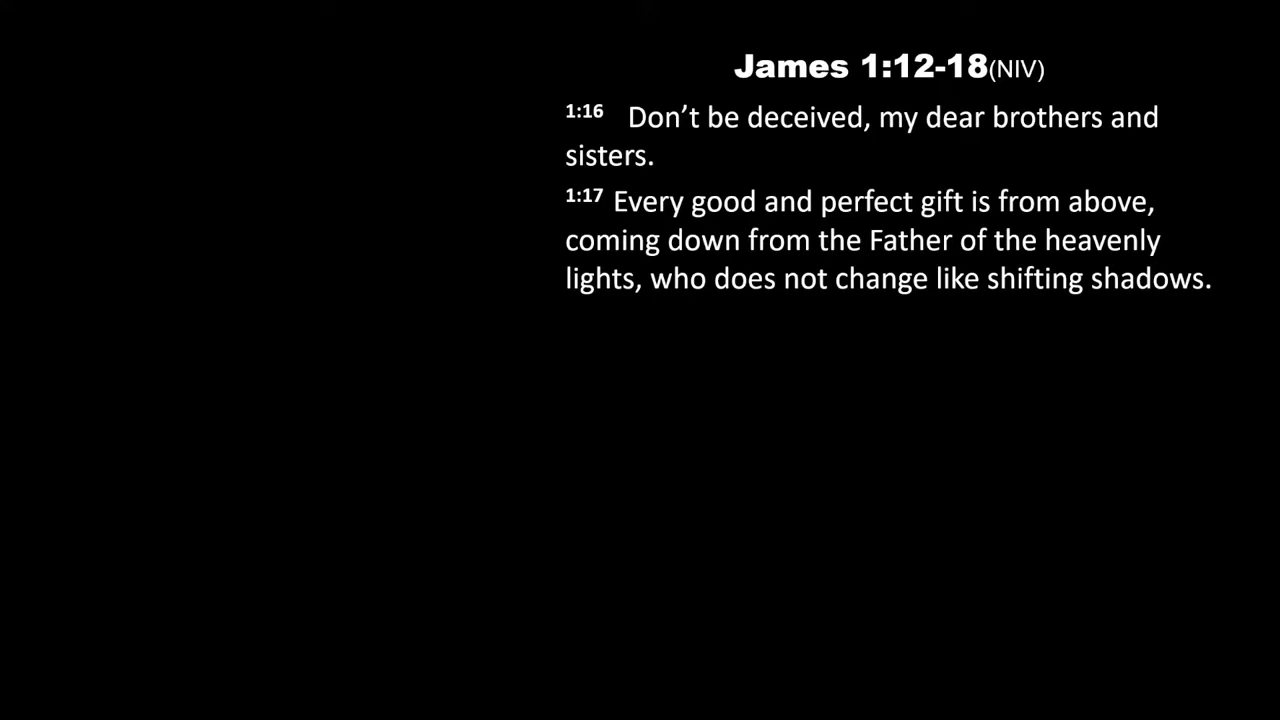 James 1:12-18(NIV)
1:16 Don’t be deceived, my dear brothers and
sisters.
1:17 Every good and perfect gift is from above,
coming down from the Father of the heavenly
lights, who does not change like shifting shadows.